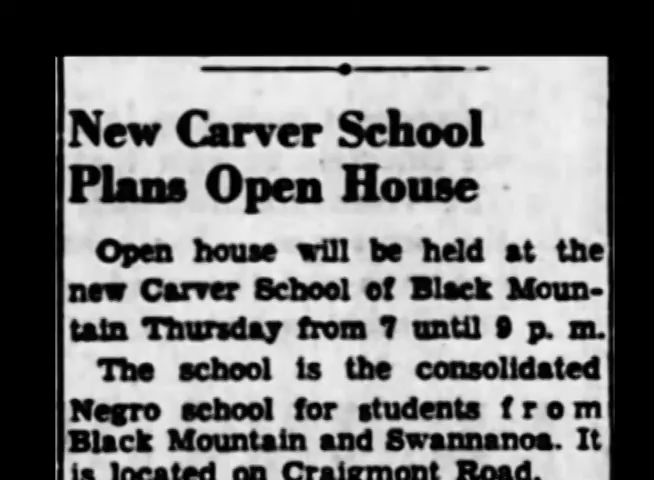 New Carver School
Plans Open House
Open house will be held at the
new Carver School of Black Moun-
tain Thursday from 7 until 9 p. m.
The school is the consolidated
Negro school for students from
Black Mountain and Swannanoa. It
is located on Craigmont Road.